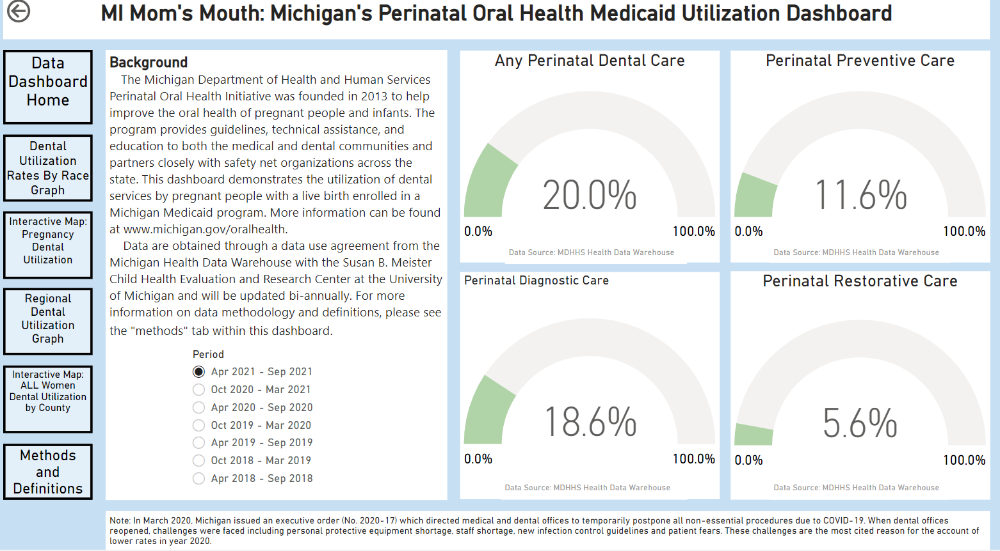 MI Mom's Mouth: Michigan's Perinatal Oral Health Medicaid Utilization Dashboard
Data
Dashboard
Home
Dental
Utilization
Rates By Race
Graph
Interactive Map:
Pregnancy
Dental
Utilization
Regional
Dental
Utilization
Graph
Interactive Map:
ALL Women
Dental Utilization
by County
Methods
and
Definitions
Background
The Michigan Department of Health and Human Services
Perinatal Oral Health Initiative was founded in 2013 to help
improve the oral health of pregnant people and infants. The
program provides guidelines, technical assistance, and
education to both the medical and dental communities and
partners closely with safety net organizations across the
state. This dashboard demonstrates the utilization of dental
services by pregnant people with a live birth enrolled in a
Michigan Medicaid program. More information can be found
at www.michigan.gov/oralhealth.
Data are obtained through a data use agreement from the
Michigan Health Data Warehouse with the Susan B. Meister
Child Health Evaluation and Research Center at the University
of Michigan and will be updated bi-annually. For more
information on data methodology and definitions, please see
the "methods" tab within this dashboard.
Period
Apr 2021 - Sep 2021
Oct 2020 - Mar 2021
Apr 2020 - Sep 2020
Oct 2019 - Mar 2020
Apr 2019 - Sep 2019
Oct 2018 - Mar 2019
Apr 2018 - Sep 2018
Any Perinatal Dental Care
20.0%
0.0%
100.0%
Data Source: MDHHS Health Data Warehouse
Perinatal Preventive Care
11.6%
0.0%
100.0%
Data Source: MDHHS Health Data Warehouse
Perinatal Diagnostic Care
18.6%
0.0%
100.0%
Data Source: MDHHS Health Data Warehouse
Perinatal Restorative Care
5.6%
0.0%
100.0%
Data Source: MDHHS Health Data Warehouse
Note: In March 2020, Michigan issued an executive order (No. 2020-17) which directed medical and dental offices to temporarily postpone all non-essential procedures due to COVID-19. When dental offices
reopened, challenges were faced including personal protective equipment shortage, staff shortage, new infection control guidelines and patient fears. These challenges are the most cited reason for the account of
lower rates in year 2020.